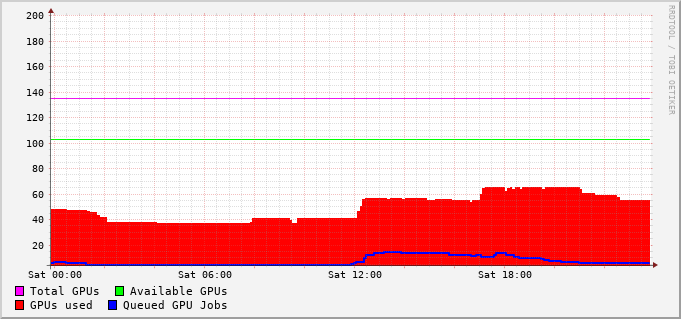 200
180
160
140
120
100
80
60
40
20
Sat 00:00 Sat 06:00 Sat 12:00 Sat 18:00
Total GPUs Available GPUs
GPUs used Queued GPU Jobs
RRDTOOL / TOBI OETIKER